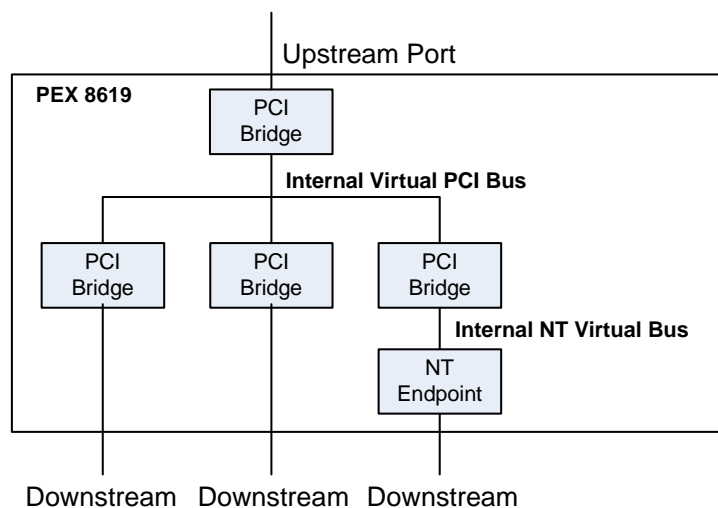 Upstream Port
PEX 8619
PCI
Bridge
Internal Virtual PCI Bus
PCI
Bridge
PCI
Bridge
PCI
Bridge
Internal NT Virtual Bus
NT
Endpoint
Downstream Downstream Downstream